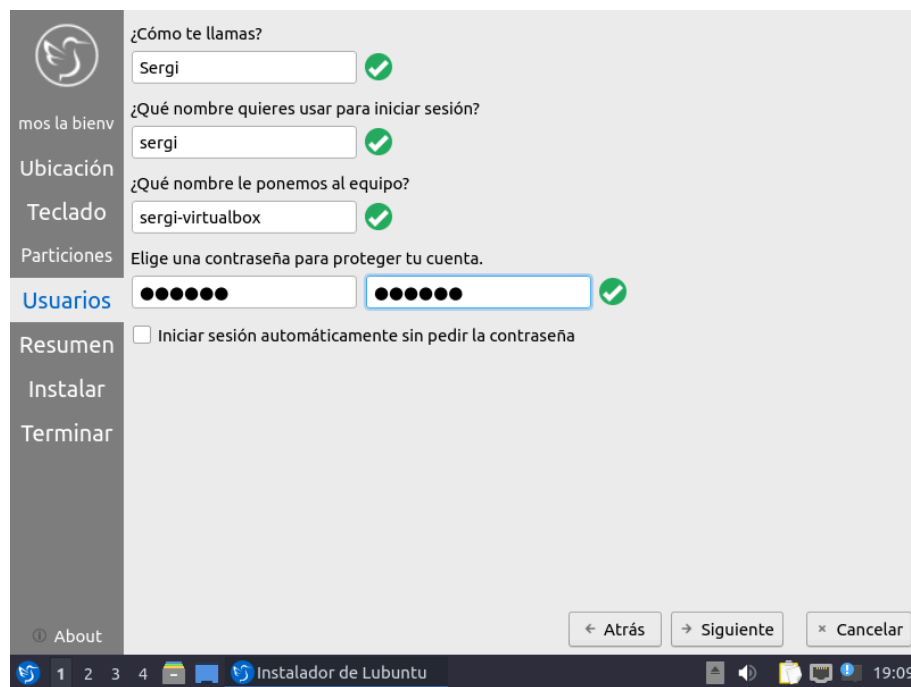 ¿Cómo te llamas?
Sergi
¿Qué nombre quieres usar para iniciar sesión?
sergi
¿Qué nombre le ponemos al equipo?
sergi-virtualbox
Elige una contraseña para proteger tu cuenta.
●●●●●● ●●●●●●
Iniciar sesión automáticamente sin pedir la contraseña
mos la bienv
Ubicación
Teclado
Particiones
Usuarios
Resumen
Instalar
Terminar
About
Atrás Siguiente Cancelar
1 2 3 4 Instalador de Lubuntu 19:09